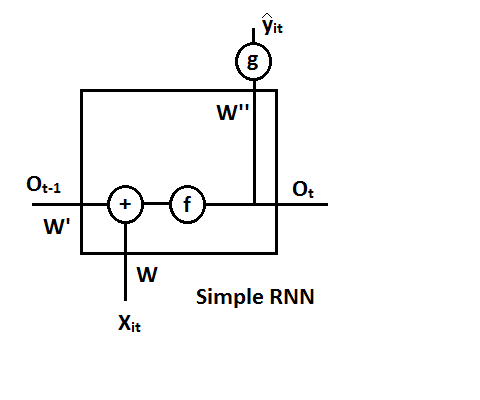 ŷit
g
W''
Ot-1
+
f
Ot
W'
W
Simple RNN
Xit